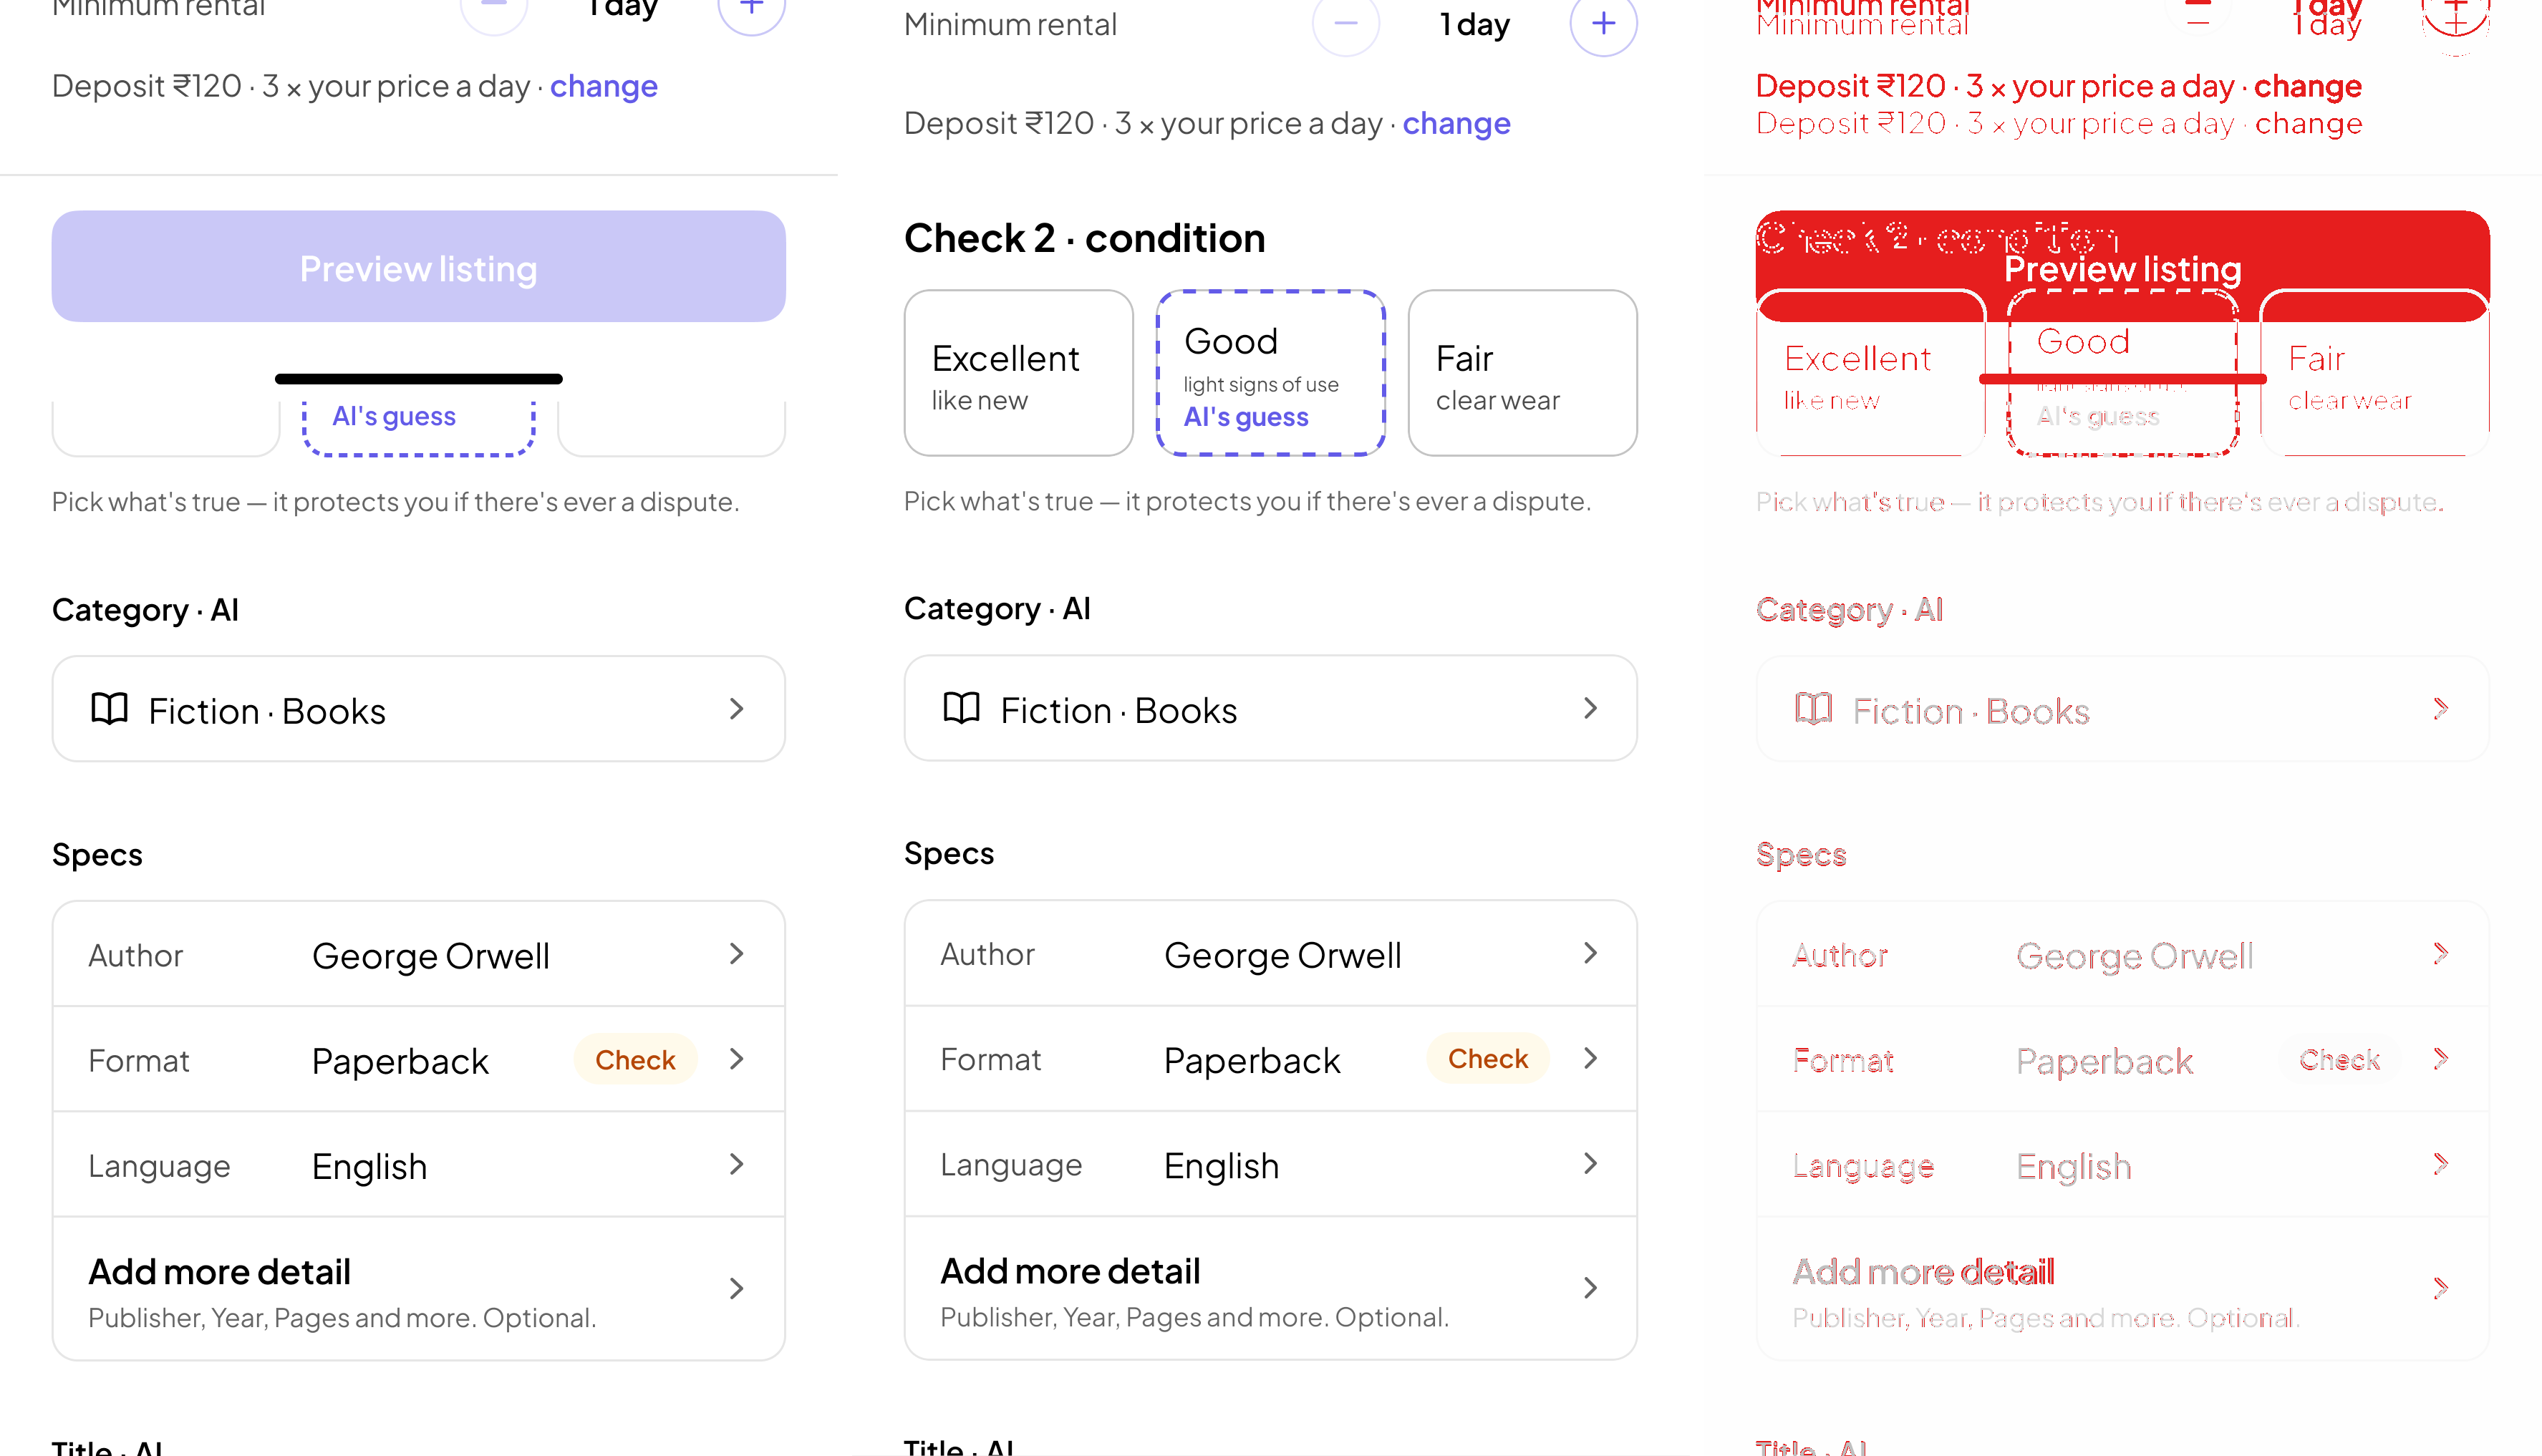 Minimum rental
1 day
Deposit ₹120 · 3 × your price a day · change
Preview listing
AI's guess
Pick what's true — it protects you if there's ever a dispute.
Category · AI
Fiction · Books
Specs
Author George Orwell
Format Paperback Check
Language English
Add more detail
Publisher, Year, Pages and more. Optional.
Title · AI
Minimum rental
1 day
Deposit ₹120 · 3 × your price a day · change
Check 2 · condition
Excellent
like new
Good
light signs of use
AI's guess
Fair
clear wear
Pick what's true — it protects you if there's ever a dispute.
Category · AI
Fiction · Books
Specs
Author George Orwell
Format Paperback Check
Language English
Add more detail
Publisher, Year, Pages and more. Optional.
Title · AI
Minimum rental
1 day
Minimum rental
1 day
Deposit ₹120 · 3 × your price a day · change
Deposit ₹120 · 3 × your price a day · change
Check 2 · condition
Preview listing
Excellent
like new
Good
AI's guess
Fair
clear wear
Pick what's true — it protects you if there's ever a dispute.
Category · AI
Fiction · Books
Specs
Author George Orwell
Format Paperback Check
Language English
Add more detail
Publisher, Year, Pages and more. Optional.
Title · AI